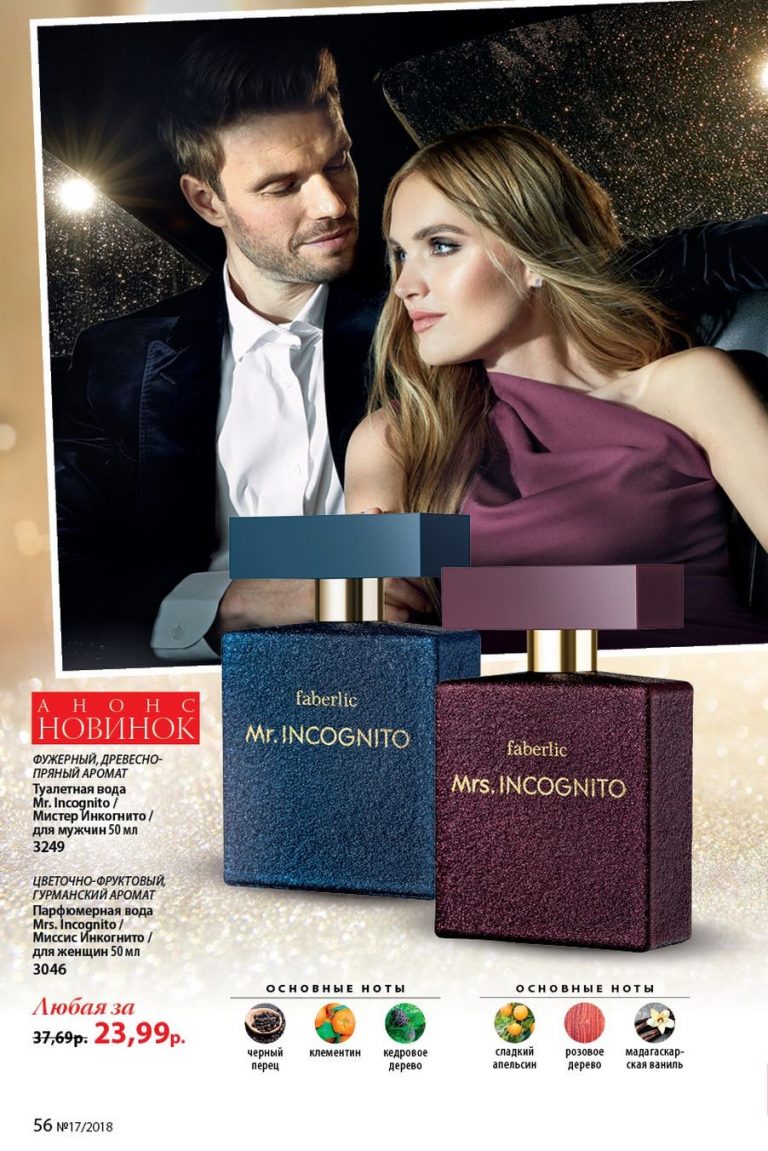 faberlic
Mr. INCOGNITO
faberlic
Mrs. INCOGNITO
АНОНС
НОВИНОК
ФУЖЕРНЫЙ, ДРЕВЕСНО-
ПРЯНЫЙ АРОМАТ
Туалетная вода
Mr. Incognito /
Мистер Инкогнито /
для мужчин 50 мл
3249
ЦВЕТОЧНО-ФРУКТОВЫЙ,
ГУРМАНСКИЙ АРОМАТ
Парфюмерная вода
Mrs. Incognito /
Миссис Инкогнито /
для женщин 50 мл
3046
Любая за
37,69р. 23,99р.
ОСНОВНЫЕ НОТЫ
черный
перец
клементин
кедровое
дерево
ОСНОВНЫЕ НОТЫ
сладкий
апельсин
розовое
дерево
мадагаскар-
ская ваниль
56 №17/2018